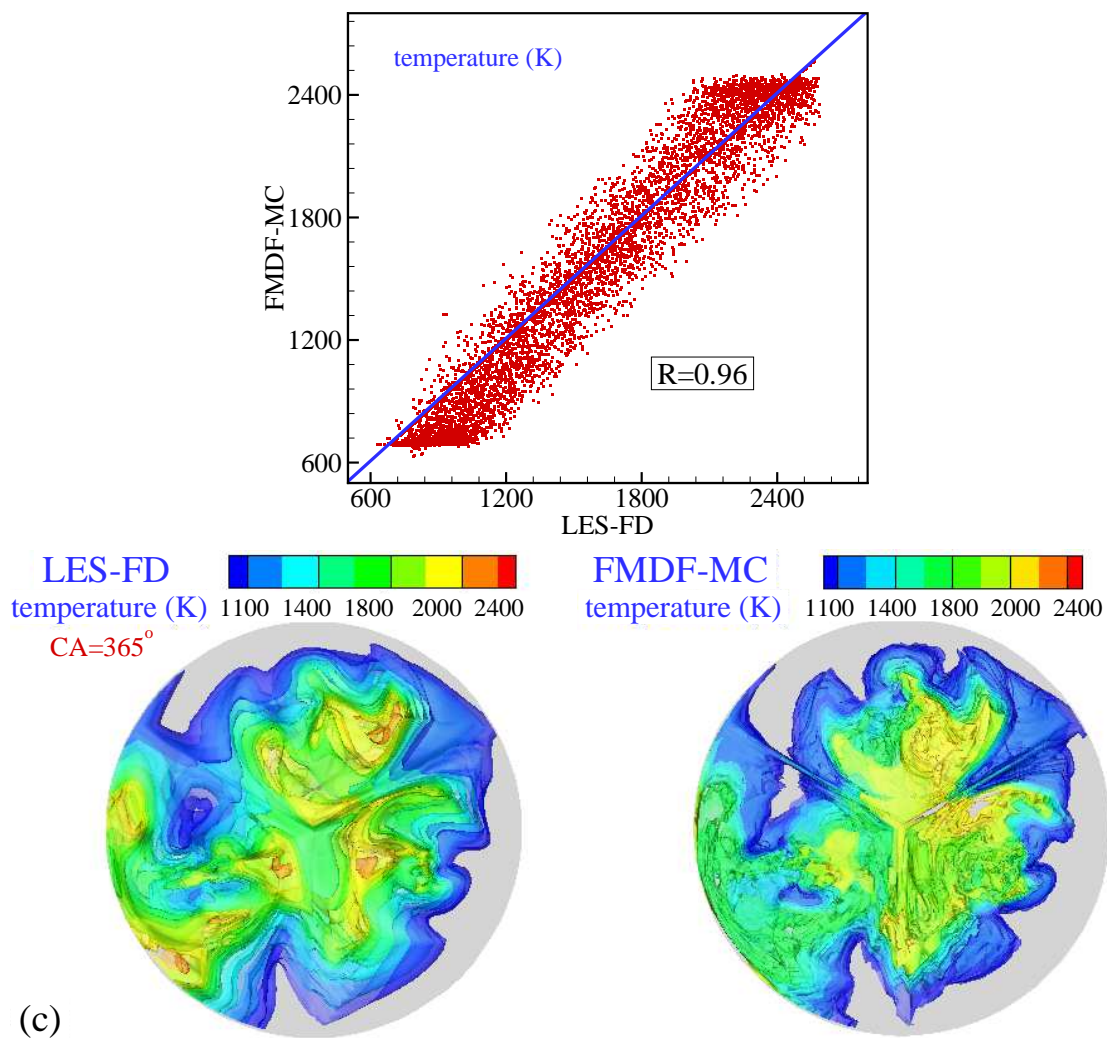 temperature (K)
2400
1800
1200
600
FMDF-MC
R=0.96
600 1200 1800 2400
LES-FD
LES-FD
temperature (K)
1100 1400 1800 2000 2400
CA=365°
FMDF-MC
temperature (K)
1100 1400 1800 2000 2400
(c)